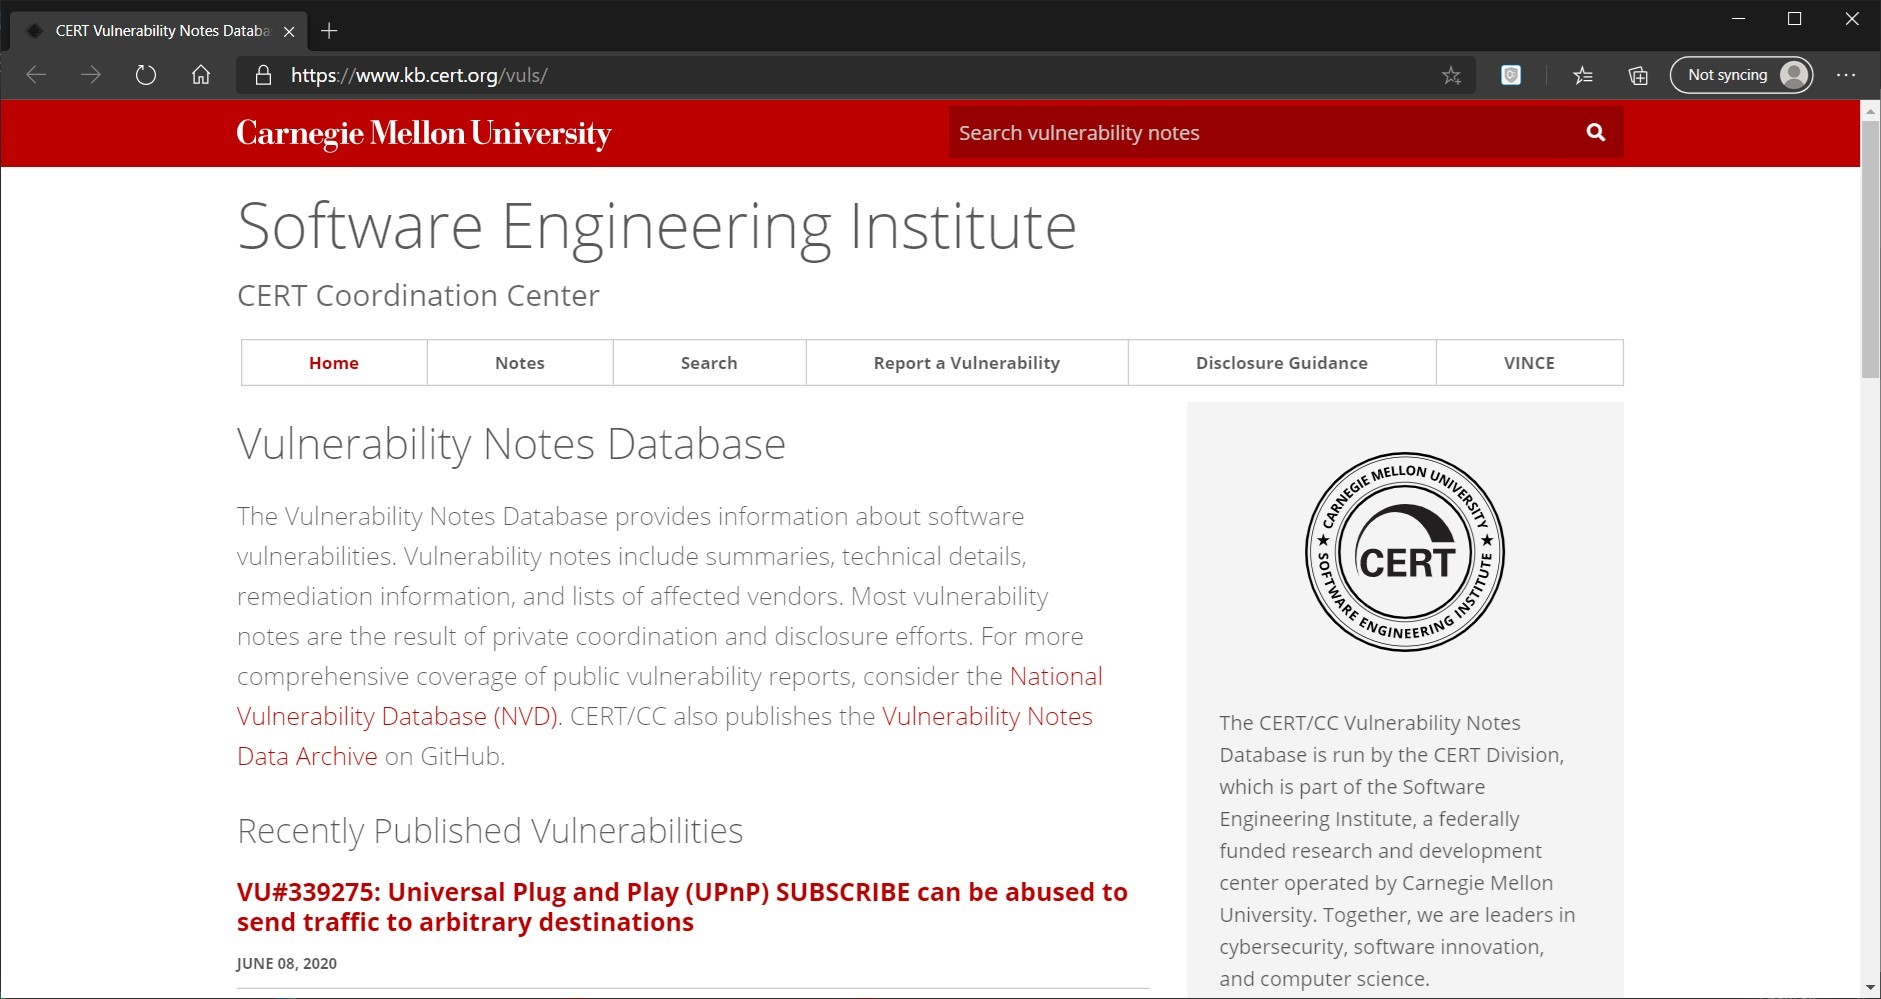 CERT Vulnerability Notes Databa
https://www.kb.cert.org/vuls/
Not syncing
Carnegie Mellon University
Search vulnerability notes
Software Engineering Institute
CERT Coordination Center
Home
Notes
Search
Report a Vulnerability
Disclosure Guidance
VINCE
Vulnerability Notes Database
The Vulnerability Notes Database provides information about software
vulnerabilities. Vulnerability notes include summaries, technical details,
remediation information, and lists of affected vendors. Most vulnerability
notes are the result of private coordination and disclosure efforts. For more
comprehensive coverage of public vulnerability reports, consider the National
Vulnerability Database (NVD). CERT/CC also publishes the Vulnerability Notes
Data Archive on GitHub.
Recently Published Vulnerabilities
VU#339275: Universal Plug and Play (UPnP) SUBSCRIBE can be abused to
send traffic to arbitrary destinations
JUNE 08, 2020
CARNEGIE MELLON UNIVERSITY
CERT
SOFTWARE ENGINEERING INSTITUTE
The CERT/CC Vulnerability Notes
Database is run by the CERT Division,
which is part of the Software
Engineering Institute, a federally
funded research and development
center operated by Carnegie Mellon
University. Together, we are leaders in
cybersecurity, software innovation,
and computer science.